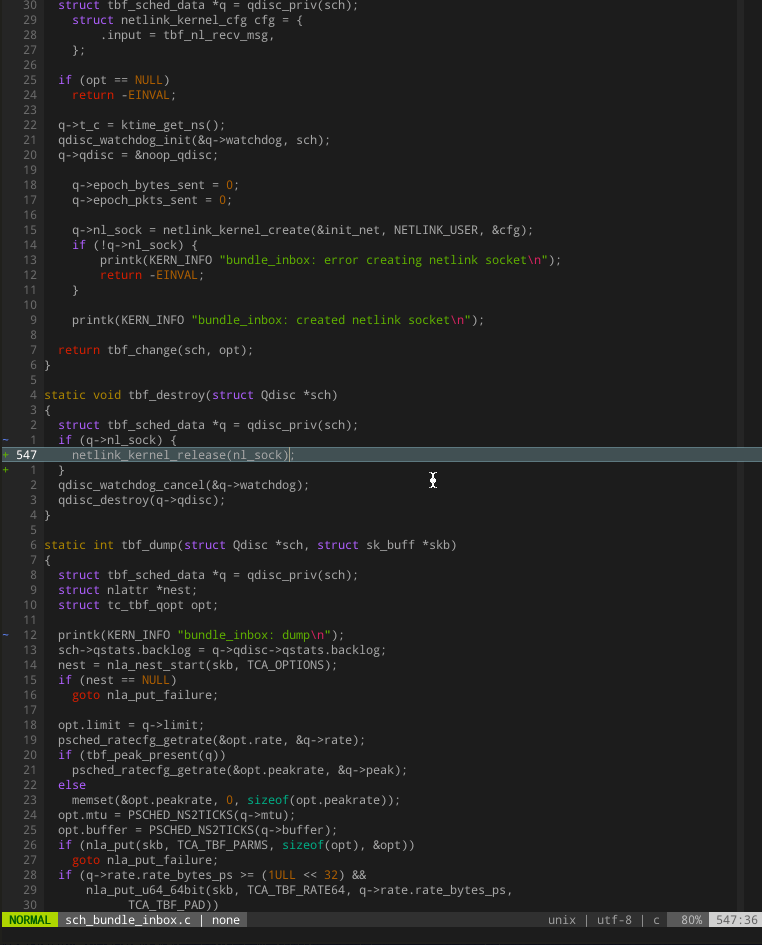 30   struct tbf_sched_data *q = qdisc_priv(sch);
29     struct netlink_kernel_cfg cfg = {
28         .input = tbf_nl_recv_msg,
27     };
26
25   if (opt == NULL)
24     return -EINVAL;
23
22   q->t_c = ktime_get_ns();
21   qdisc_watchdog_init(&q->watchdog, sch);
20   q->qdisc = &noop_qdisc;
19
18     q->epoch_bytes_sent = 0;
17     q->epoch_pkts_sent = 0;
16
15     q->nl_sock = netlink_kernel_create(&init_net, NETLINK_USER, &cfg);
14     if (!q->nl_sock) {
13         printk(KERN_INFO "bundle_inbox: error creating netlink socket\n");
12         return -EINVAL;
11     }
10
9     printk(KERN_INFO "bundle_inbox: created netlink socket\n");
8
7   return tbf_change(sch, opt);
6 }
5
4 static void tbf_destroy(struct Qdisc *sch)
3 {
2   struct tbf_sched_data *q = qdisc_priv(sch);
~ 1   if (q->nl_sock) {
+ 547     netlink_kernel_release(nl_sock);
+ 1   }
2   qdisc_watchdog_cancel(&q->watchdog);
3   qdisc_destroy(q->qdisc);
4 }
5
6 static int tbf_dump(struct Qdisc *sch, struct sk_buff *skb)
7 {
8   struct tbf_sched_data *q = qdisc_priv(sch);
9   struct nlattr *nest;
10   struct tc_tbf_qopt opt;
11
~ 12   printk(KERN_INFO "bundle_inbox: dump\n");
13   sch->qstats.backlog = q->qdisc->qstats.backlog;
14   nest = nla_nest_start(skb, TCA_OPTIONS);
15   if (nest == NULL)
16     goto nla_put_failure;
17
18   opt.limit = q->limit;
19   psched_ratecfg_getrate(&opt.rate, &q->rate);
20   if (tbf_peak_present(q))
21     psched_ratecfg_getrate(&opt.peakrate, &q->peak);
22   else
23     memset(&opt.peakrate, 0, sizeof(opt.peakrate));
24   opt.mtu = PSCHED_NS2TICKS(q->mtu);
25   opt.buffer = PSCHED_NS2TICKS(q->buffer);
26   if (nla_put(skb, TCA_TBF_PARMS, sizeof(opt), &opt))
27     goto nla_put_failure;
28   if (q->rate.rate_bytes_ps >= (1ULL << 32) &&
29       nla_put_u64_64bit(skb, TCA_TBF_RATE64, q->rate.rate_bytes_ps,
30             TCA_TBF_PAD))
NORMAL sch_bundle_inbox.c | none unix | utf-8 | c 80% 547:36